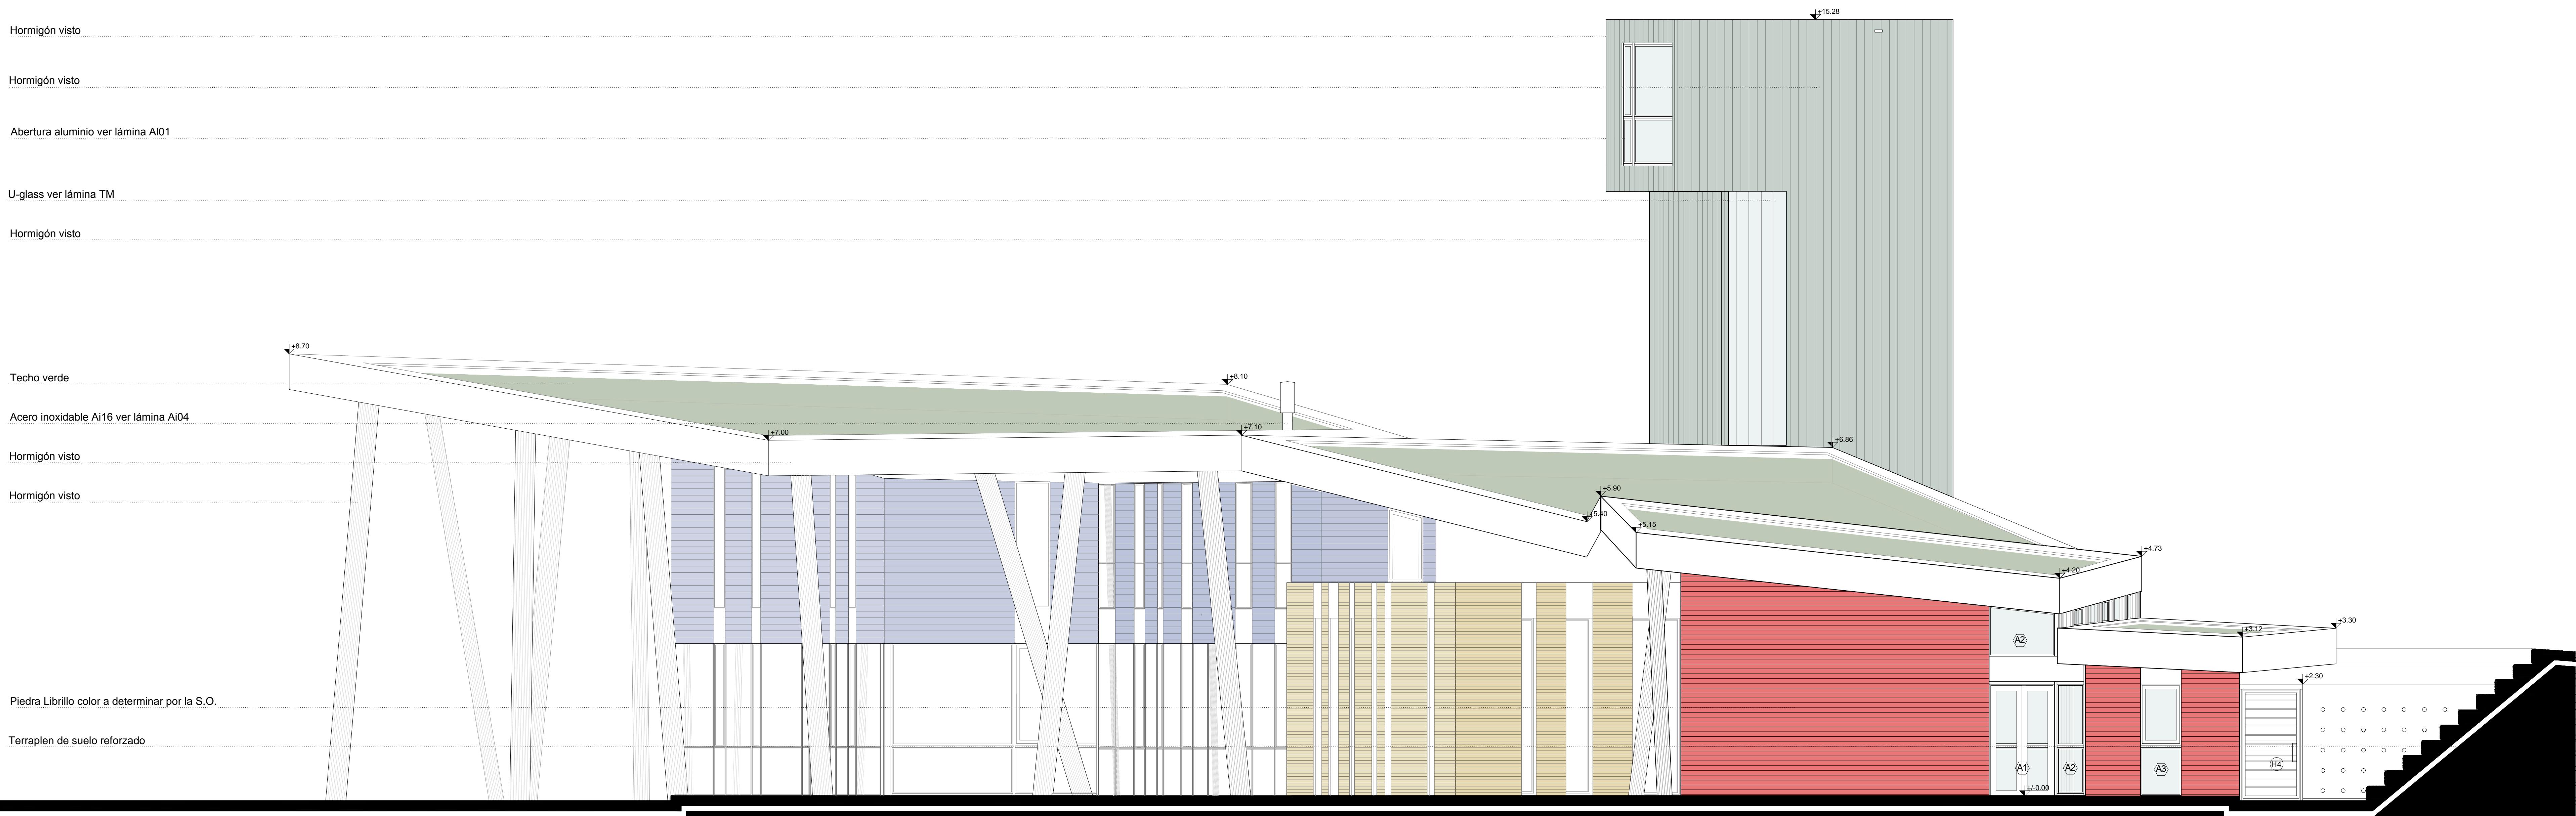 +15.28
Hormigón visto
Hormigón visto
Abertura aluminio ver lámina Al01
U-glass ver lámina TM
Hormigón visto
+8.70
Techo verde
+8.10
Acero inoxidable Ai16 ver lámina Ai04
+7.00
+7.10
+5.86
Hormigón visto
Hormigón visto
+5.90
+5.40
+5.15
+4.73
+4.20
+3.30
+3.12
A2
+2.30
Piedra Librillo color a determinar por la S.O.
Terraplen de suelo reforzado
A1
A2
A3
H4
+/-0.00